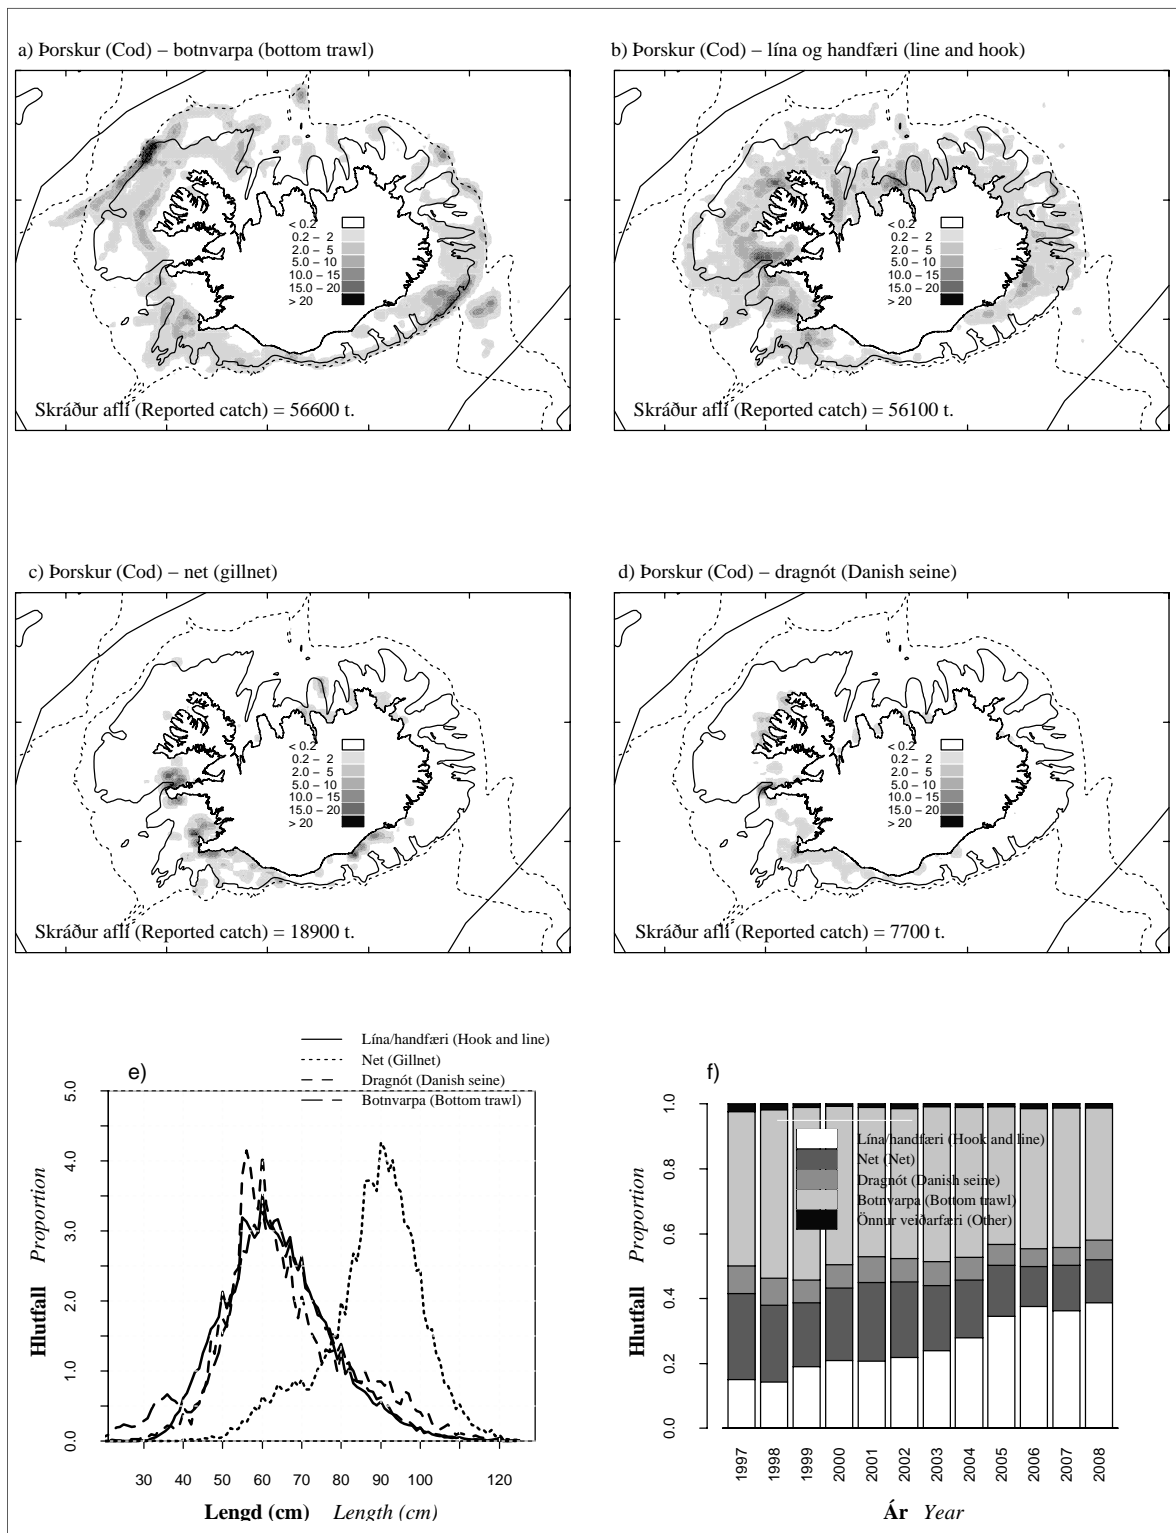 a) Þorskur (Cod) – botnvarpa (bottom trawl)
< 0.2
0.2 – 2
2.0 – 5
5.0 – 10
10.0 – 15
15.0 – 20
> 20
Skráður afli (Reported catch) = 56600 t.
b) Þorskur (Cod) – lína og handfæri (line and hook)
< 0.2
0.2 – 2
2.0 – 5
5.0 – 10
10.0 – 15
15.0 – 20
> 20
Skráður afli (Reported catch) = 56100 t.
c) Þorskur (Cod) – net (gillnet)
< 0.2
0.2 – 2
2.0 – 5
5.0 – 10
10.0 – 15
15.0 – 20
> 20
Skráður afli (Reported catch) = 18900 t.
d) Þorskur (Cod) – dragnót (Danish seine)
< 0.2
0.2 – 2
2.0 – 5
5.0 – 10
10.0 – 15
15.0 – 20
> 20
Skráður afli (Reported catch) = 7700 t.
e)
Lína/handfæri (Hook and line)
Net (Gillnet)
Dragnót (Danish seine)
Botnvarpa (Bottom trawl)
Hlutfall Proportion
5.0
4.0
3.0
2.0
1.0
0.0
30 40 50 60 70 80 90 100 120
Lengd (cm) Length (cm)
f)
Lína/handfæri (Hook and line)
Net (Net)
Dragnót (Danish seine)
Botnvarpa (Bottom trawl)
Önnur veiðarfæri (Other)
Hlutfall Proportion
1.0
0.8
0.6
0.4
0.2
0.0
1997 1998 1999 2000 2001 2002 2003 2004 2005 2006 2007 2008
Ár Year